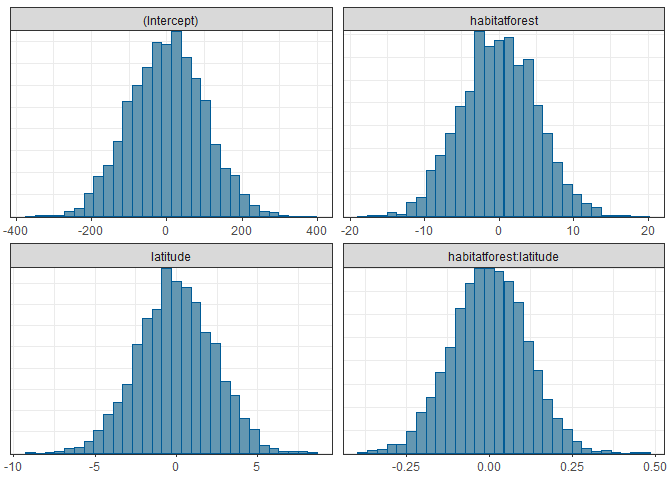 (Intercept)
habitatforest
-400 -200 0 200 400
-20 -10 0 10 20
latitude
habitatforest:latitude
-10 -5 0 5
-0.25 0.00 0.25 0.50